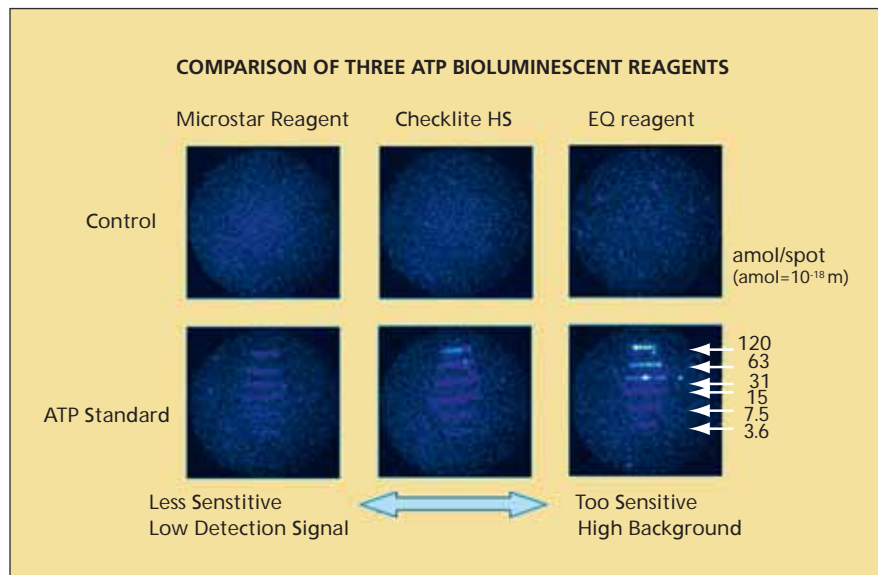 COMPARISON OF THREE ATP BIOLUMINESCENT REAGENTS
Microstar Reagent
Checklite HS
EQ reagent
Control
amol/spot
(amol=10⁻¹⁸ m)
ATP Standard
120
63
31
15
7.5
3.6
Less Senstitive
Low Detection Signal
Too Sensitive
High Background